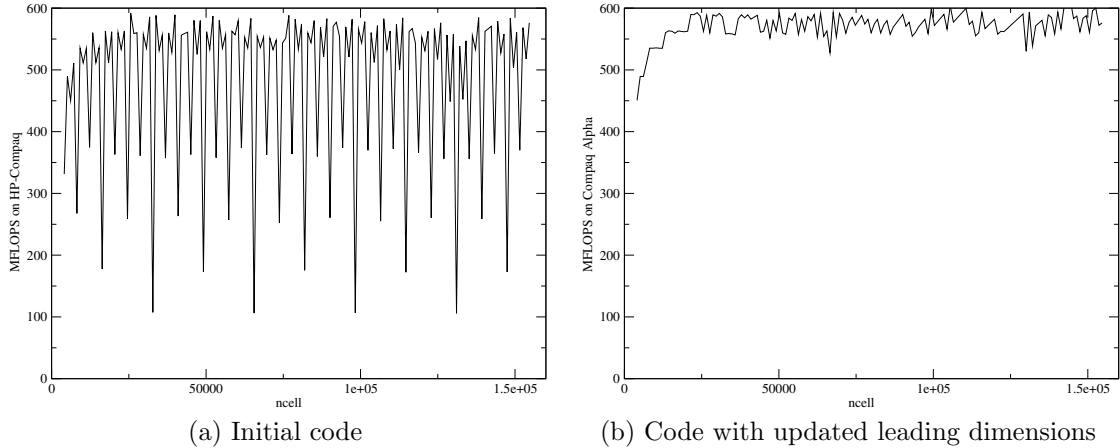 600
500
400
300
200
100
0
MFLOPS on HP-Compaq
0
50000
1e+05
1.5e+05
ncell
(a) Initial code
600
500
400
300
200
100
0
MFLOPS on Compaq Alpha
0
50000
1e+05
1.5e+05
ncell
(b) Code with updated leading dimensions